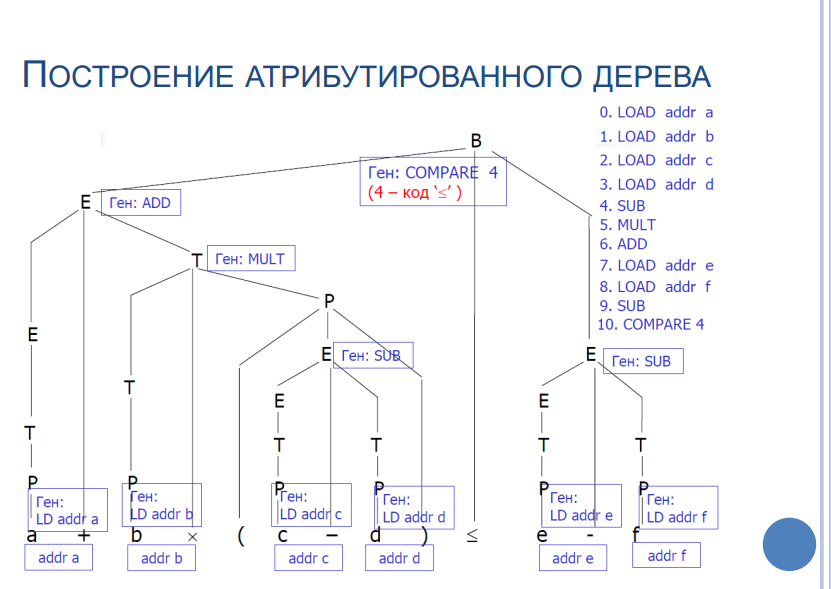 ПОСТРОЕНИЕ АТРИБУТИРОВАННОГО ДЕРЕВА
0. LOAD addr a
1. LOAD addr b
2. LOAD addr c
3. LOAD addr d
4. SUB
5. MULT
6. ADD
7. LOAD addr e
8. LOAD addr f
9. SUB
10. COMPARE 4
B
Ген: COMPARE 4
(4 – код '≤' )
E Ген: ADD
T Ген: MULT
P
E
E Ген: SUB
E Ген: SUB
T
E
E
T
T
T
T
T
P
P
P
P
P
P
Ген:
LD addr a
Ген:
LD addr b
Ген:
LD addr c
Ген:
LD addr d
Ген:
LD addr e
Ген:
LD addr f
a + b × ( c − d ) ≤ e - f
addr a
addr b
addr c
addr d
addr e
addr f